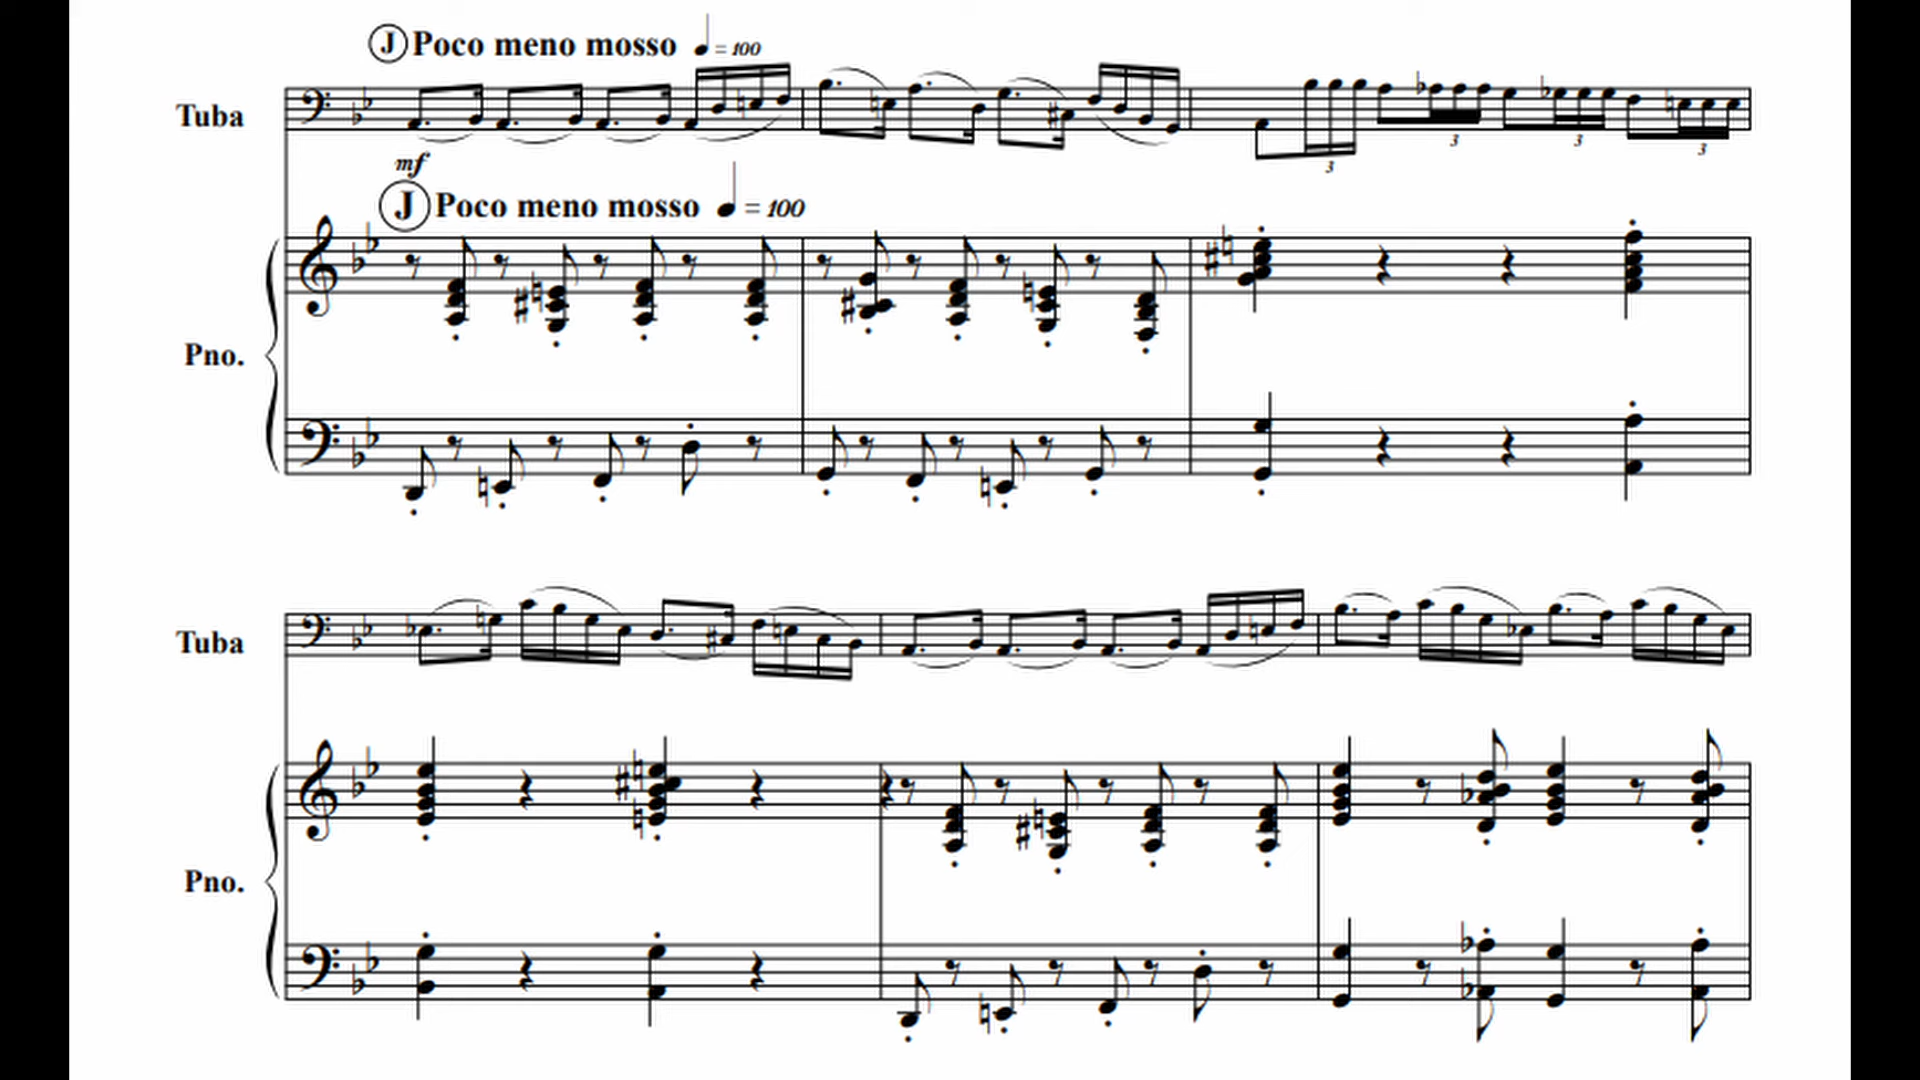 J Poco meno mosso ♩ = 100
Tuba
3 3 3 3
mf
J Poco meno mosso ♩ = 100
Pno.
Tuba
Pno.